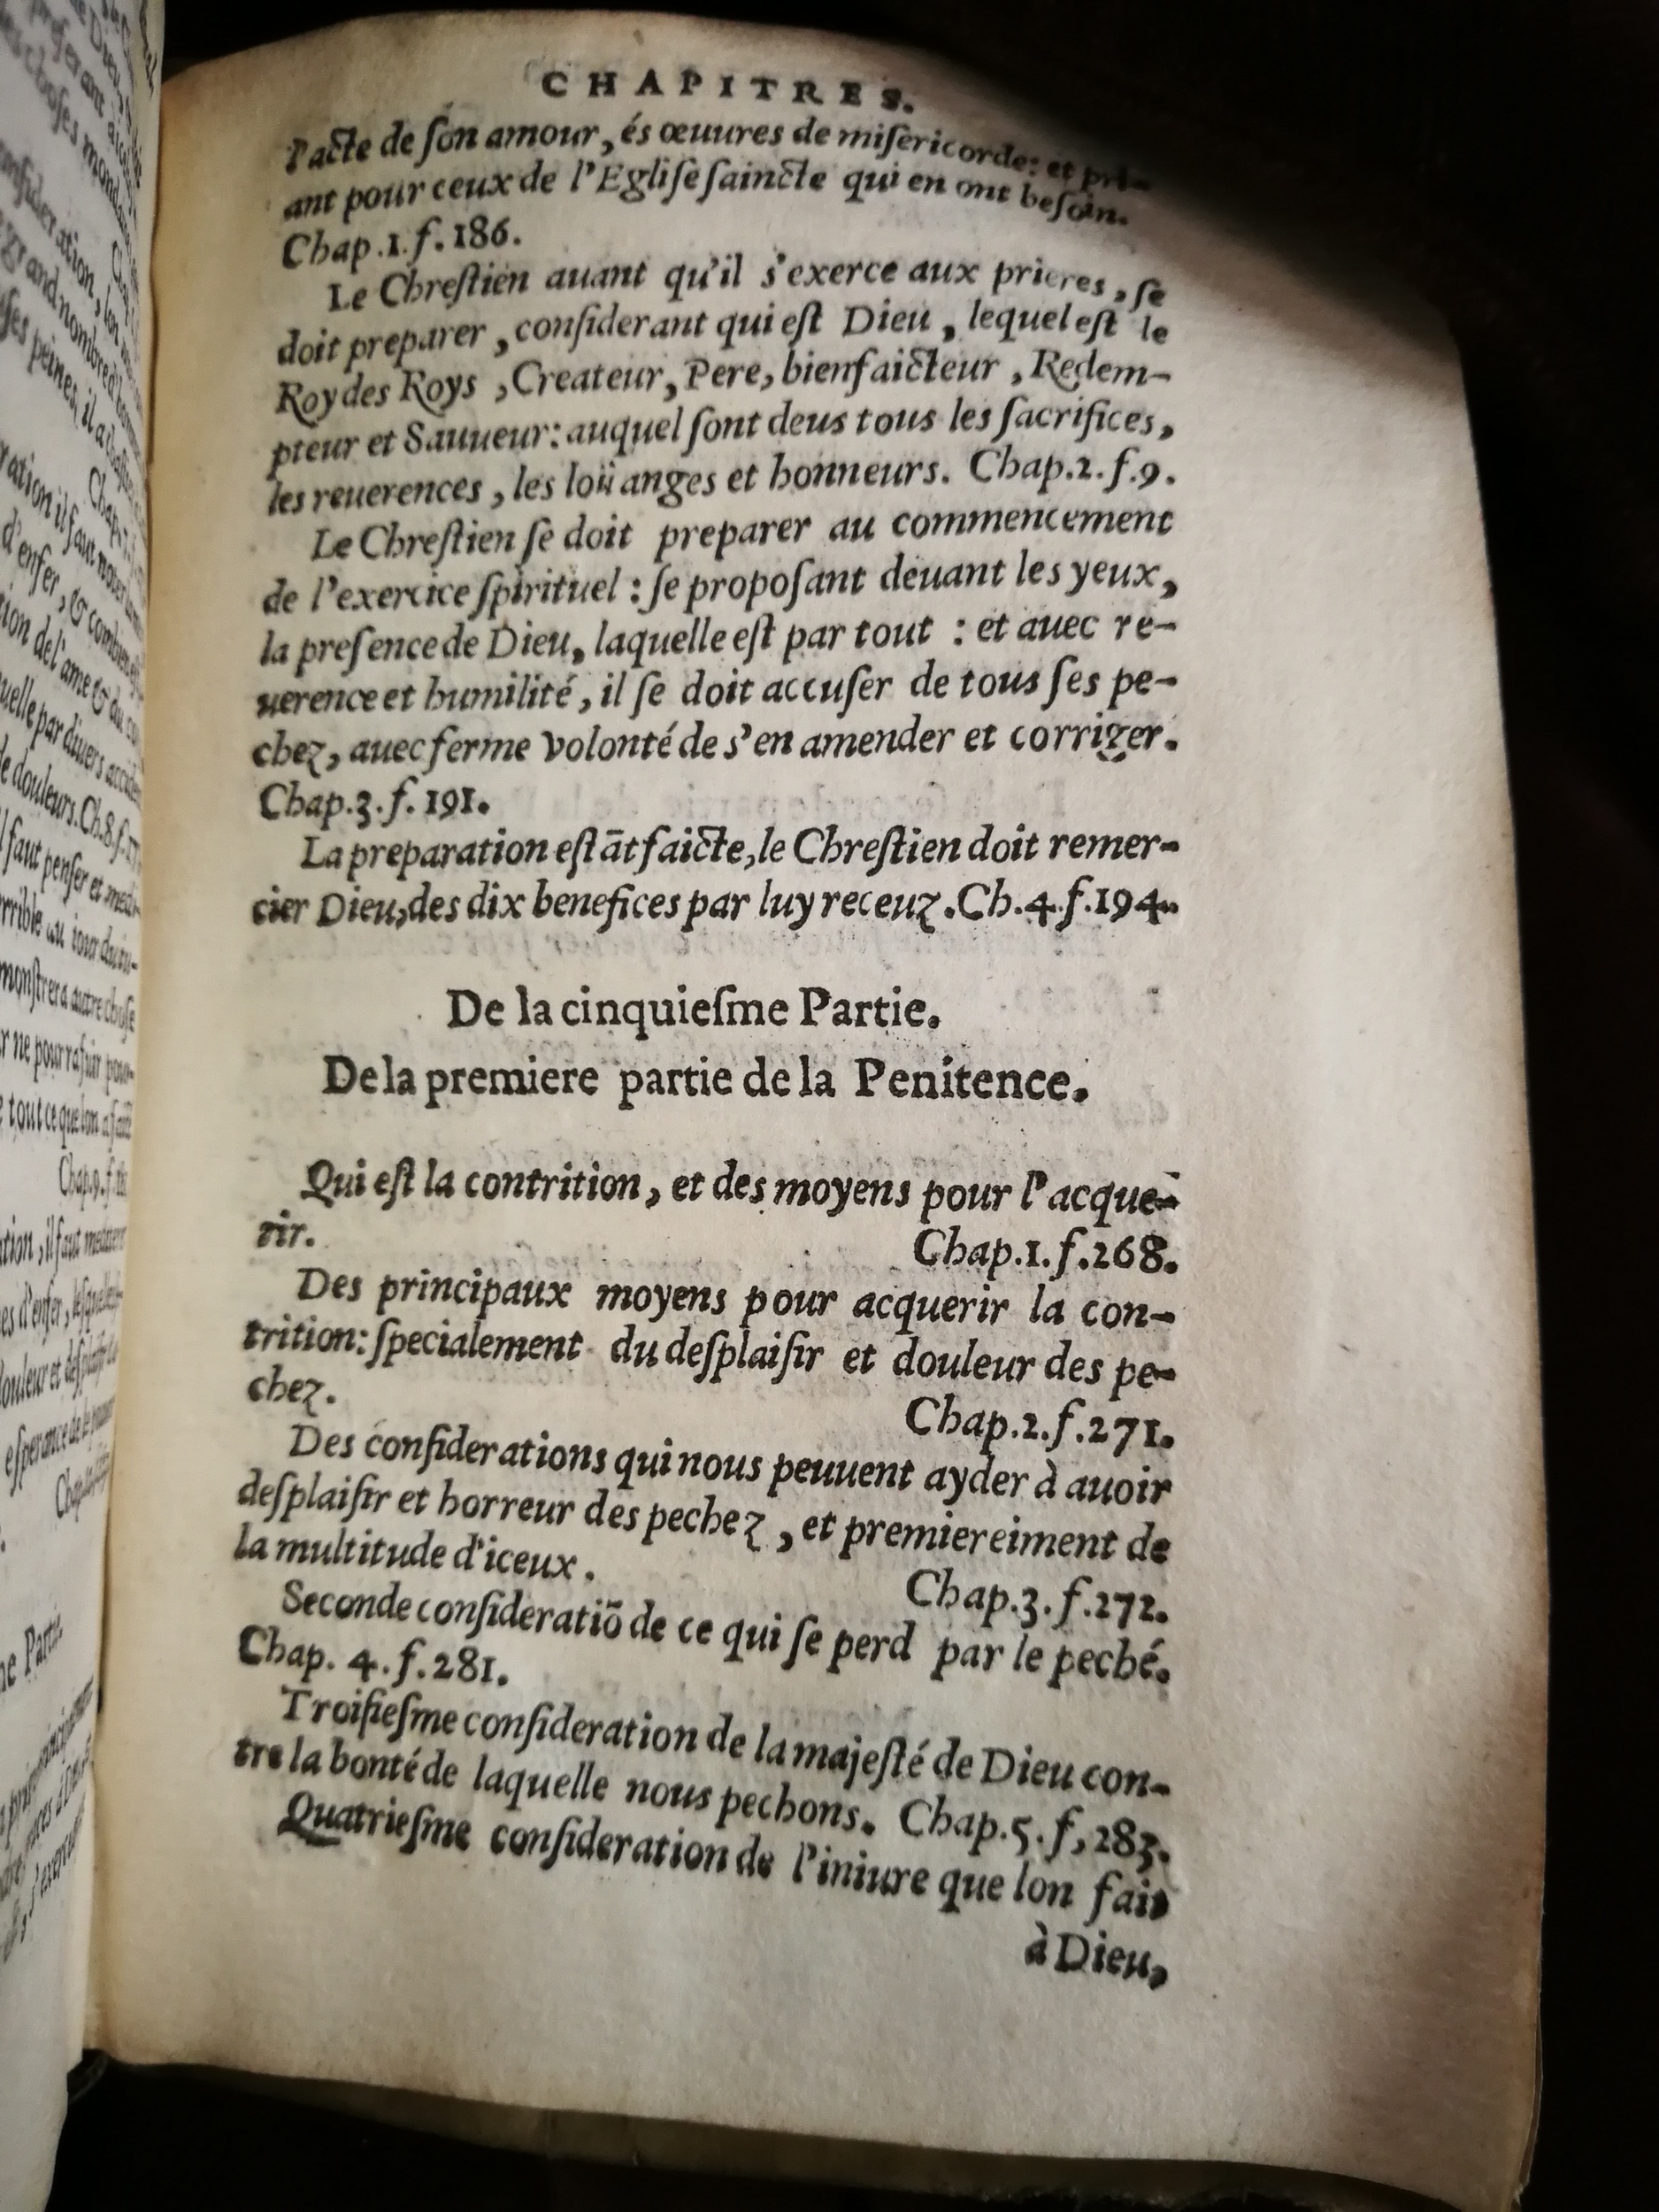 CHAPITRES.
l'acte de ſon amour, és œuures de miſericorde: et pri-
ant pour ceux de l'Egliſe ſaincte qui en ont beſoin.
Chap.1.f.186.
Le Chreſtien auant qu'il s'exerce aux prieres, ſe
doit preparer, conſiderant qui eſt Dieu, lequel eſt le
Roy des Roys, Createur, Pere, bienfaicteur, Redem-
pteur et Sauueur: auquel ſont deus tous les ſacrifices,
les reuerences, les loüanges et honneurs. Chap.2.f.9.
Le Chreſtien ſe doit preparer au commencement
de l'exercice ſpirituel: ſe propoſant deuant les yeux,
la preſence de Dieu, laquelle eſt par tout: et auec re-
uerence et humilité, il ſe doit accuſer de tous ſes pe-
chez, auec ferme volonté de s'en amender et corriger.
Chap.3.f.191.
La preparation eſtāt faicte, le Chreſtien doit remer-
cier Dieu, des dix benefices par luy receuz. Ch.4.f.194.
De la cinquieſme Partie.
De la premiere partie de la Penitence.
Qui eſt la contrition, et des moyens pour l'acque-
rir. Chap.1.f.268.
Des principaux moyens pour acquerir la con-
trition: ſpecialement du deſplaiſir et douleur des pe-
chez. Chap.2.f.271.
Des conſiderations qui nous peuuent ayder à auoir
deſplaiſir et horreur des pechez, et premiereiment de
la multitude d'iceux. Chap.3.f.272.
Seconde conſideratiō de ce qui ſe perd par le peché.
Chap. 4.f.281.
Troiſieſme conſideration de la majeſté de Dieu con-
tre la bonté de laquelle nous pechons. Chap.5.f,283.
Quatrieſme conſideration de l'iniure que lon fait
à Dieu,